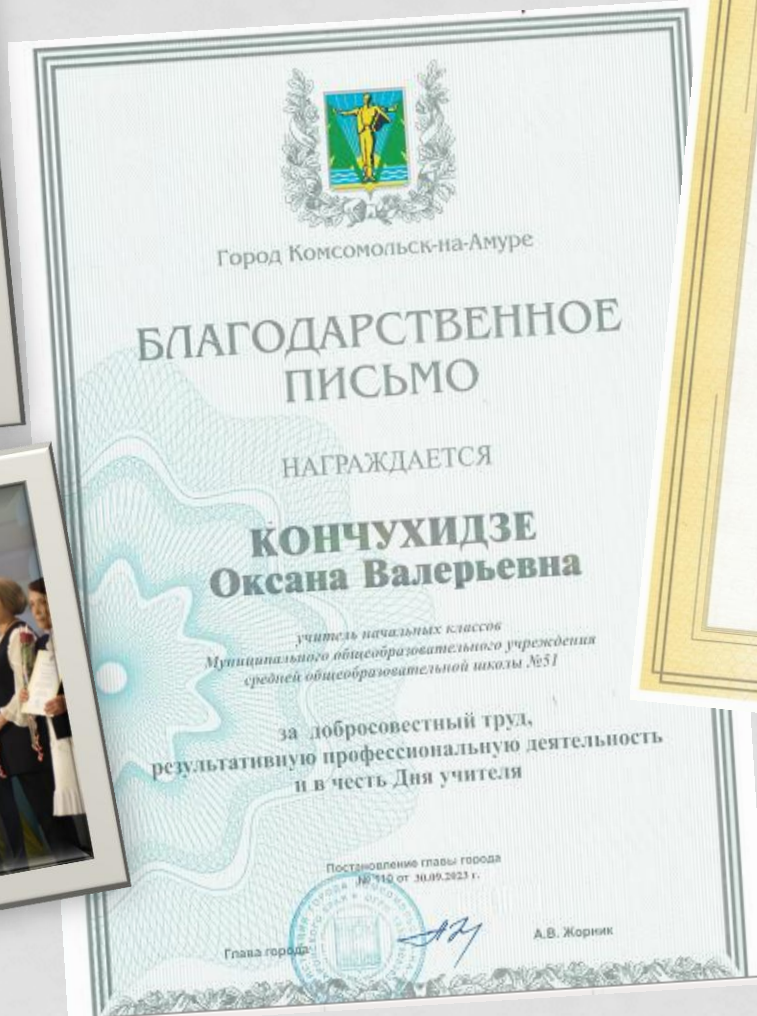 Город Комсомольск-на-Амуре
БЛАГОДАРСТВЕННОЕ
ПИСЬМО
НАГРАЖДАЕТСЯ
КОНЧУХИДЗЕ
Оксана Валерьевна
учитель начальных классов
Муниципального общеобразовательного учреждения
средней общеобразовательной школы №51
за добросовестный труд,
результативную профессиональную деятельность
и в честь Дня учителя
Постановление главы города
№ 110 от 30.09.2023 г.
Глава города
А.В. Жорник